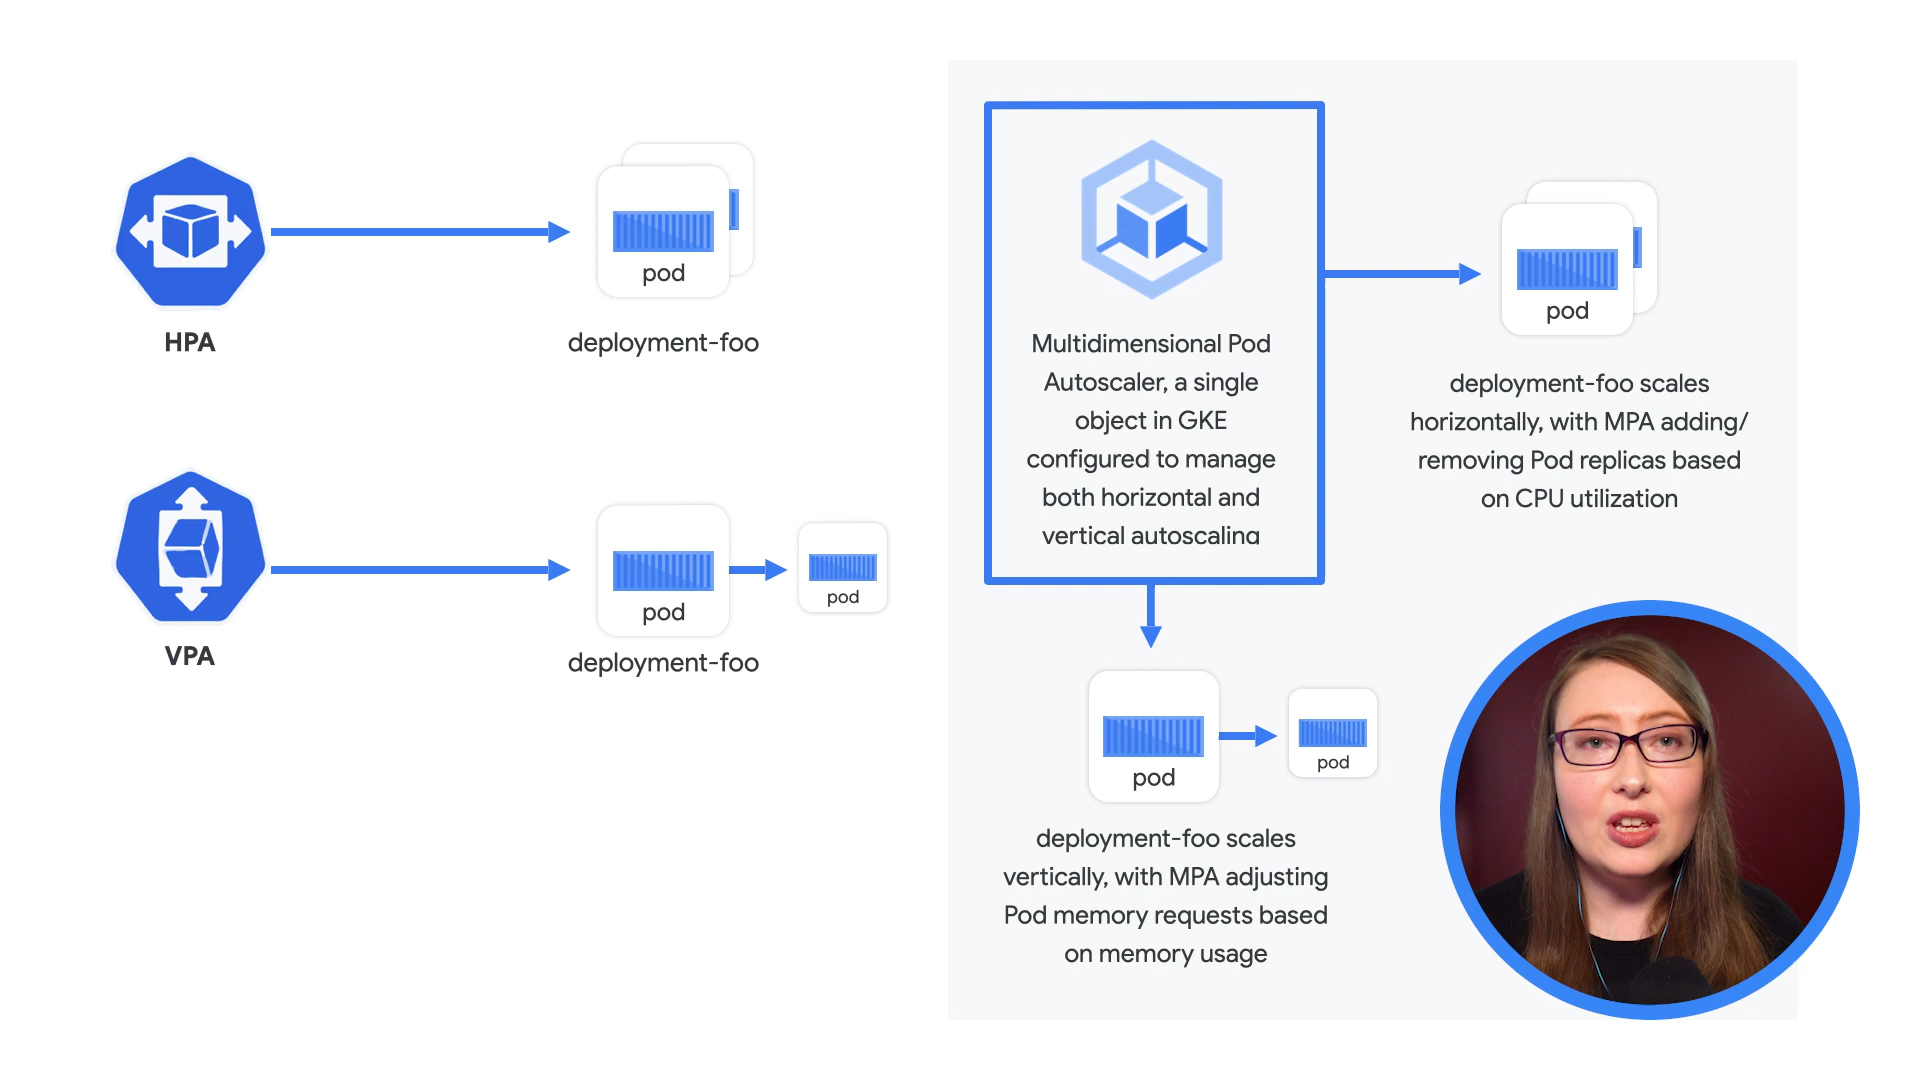 HPA
pod
deployment-foo
VPA
pod
pod
deployment-foo
Multidimensional Pod
Autoscaler, a single
object in GKE
configured to manage
both horizontal and
vertical autoscaling
pod
deployment-foo scales
horizontally, with MPA adding/
removing Pod replicas based
on CPU utilization
pod
pod
deployment-foo scales
vertically, with MPA adjusting
Pod memory requests based
on memory usage